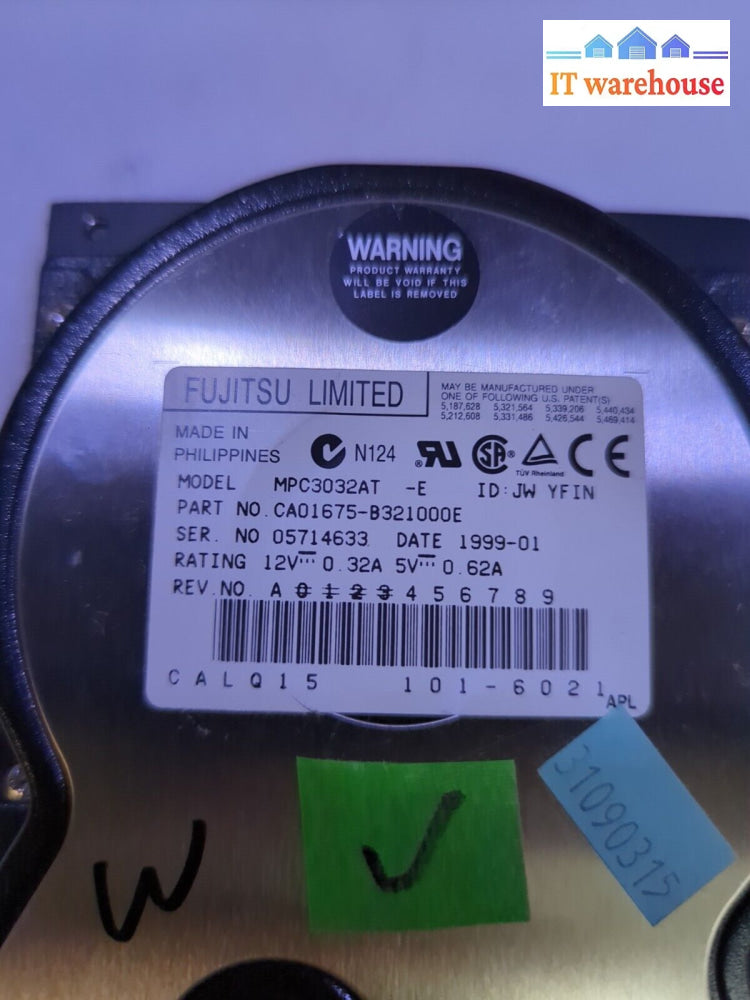 IT warehouse
WARNING
PRODUCT WARRANTY
WILL BE VOID IF THIS
LABEL IS REMOVED
FUJITSU LIMITED
MAY BE MANUFACTURED UNDER
ONE OF FOLLOWING U.S. PATENT(S)
5,187,628 5,321,564 5,339,206 5,440,434
5,212,608 5,331,486 5,426,544 5,469,414
MADE IN
PHILIPPINES
N124
TÜV Rheinland
MODEL MPC3032AT -E ID:JW YFIN
PART NO.CA01675-B321000E
SER. NO 05714633 DATE 1999-01
RATING 12V⎓ 0.32A 5V⎓ 0.62A
REV.NO. A 0 1 2 3 4 5 6 7 8 9
CALQ15 101-6021
APL
31090315
W